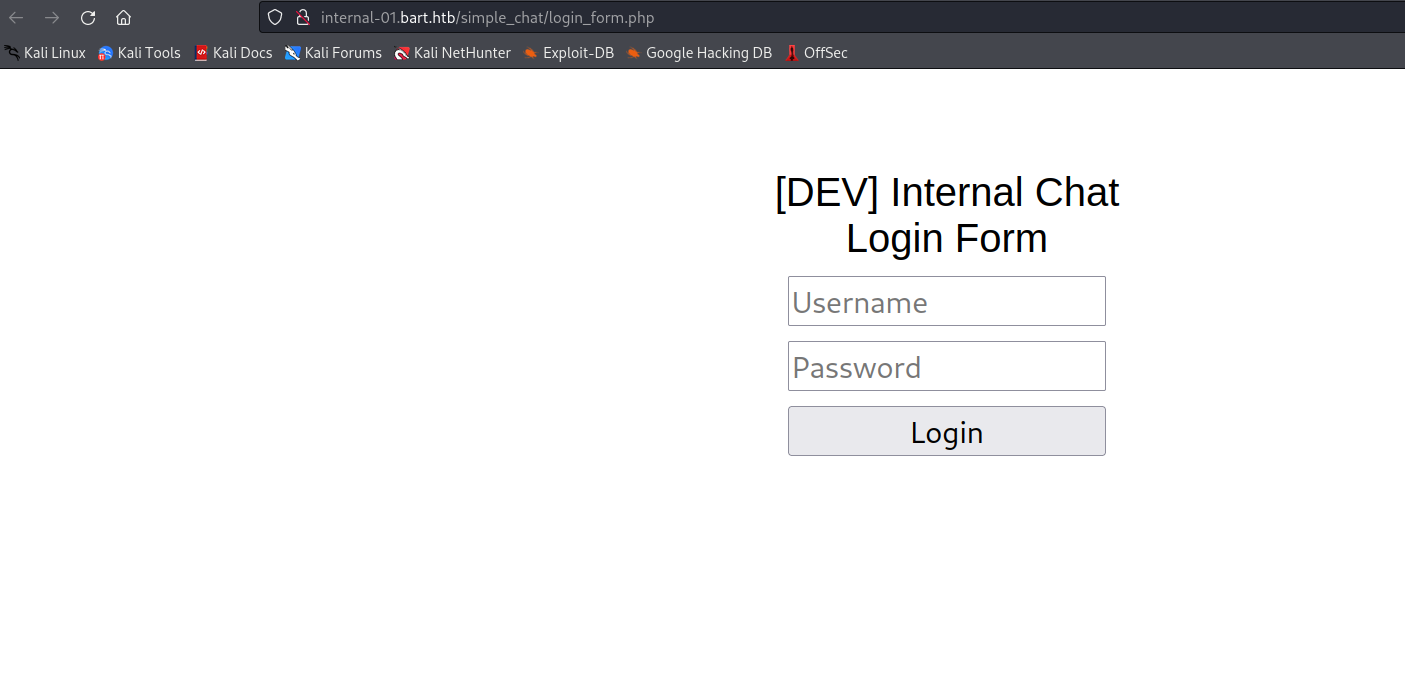 internal-01.bart.htb/simple_chat/login_form.php
Kali Linux Kali Tools Kali Docs Kali Forums Kali NetHunter Exploit-DB Google Hacking DB OffSec
[DEV] Internal Chat
Login Form
Username
Password
Login